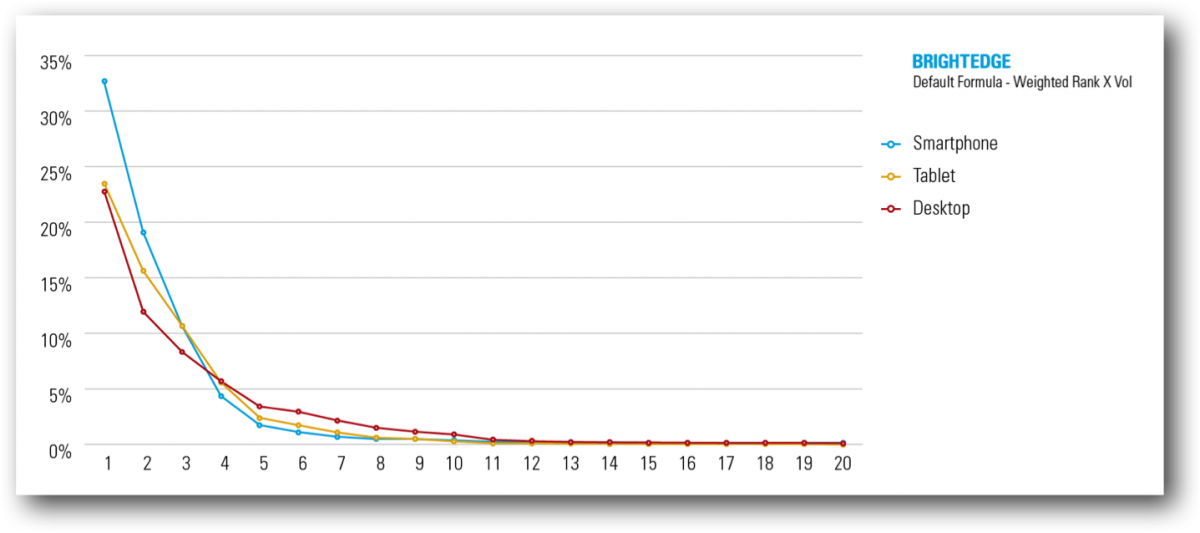 35%
30%
25%
20%
15%
10%
5%
0%
1 2 3 4 5 6 7 8 9 10 11 12 13 14 15 16 17 18 19 20
BRIGHTEDGE
Default Formula - Weighted Rank X Vol
Smartphone
Tablet
Desktop